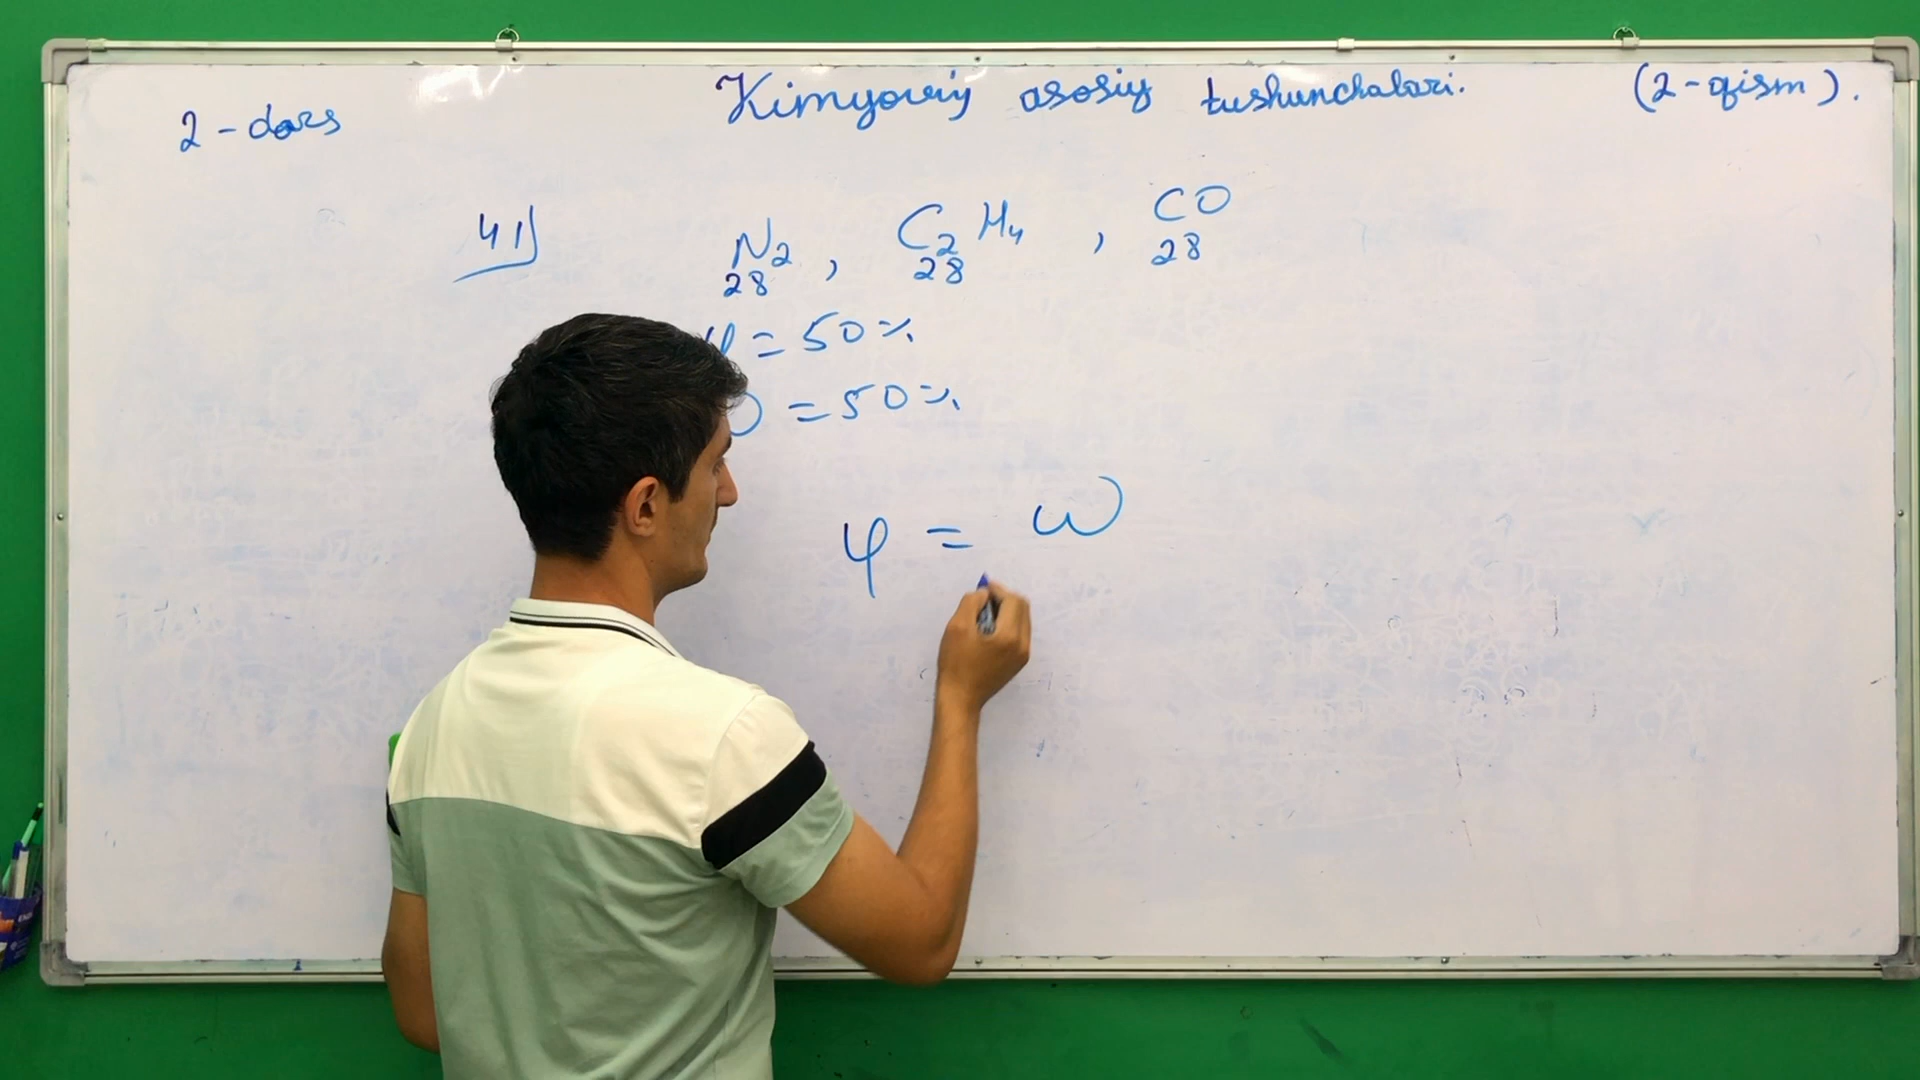 2-dars Kimyoviy asosiy tushunchalari. (2-qism).
41) N₂, C₂H₄, CO
28 28 28
φ = 50 %
= 50 %
φ = ω